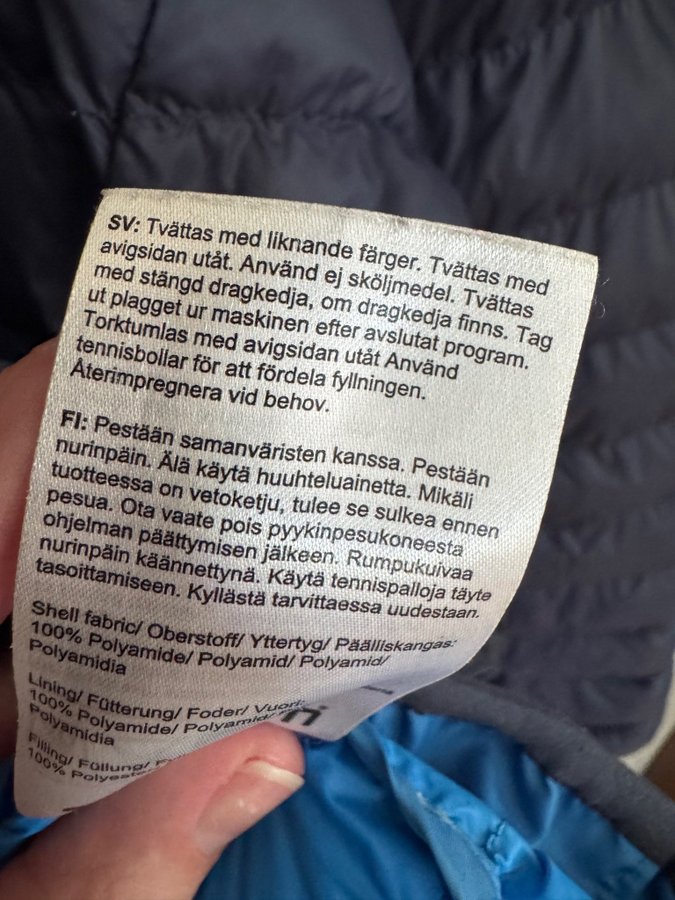 SV: Tvättas med liknande färger. Tvättas med
avigsidan utåt. Använd ej sköljmedel. Tvättas
med stängd dragkedja, om dragkedja finns. Tag
ut plagget ur maskinen efter avslutat program.
Torktumlas med avigsidan utåt Använd
tennisbollar för att fördela fyllningen.
Återimpregnera vid behov.
FI: Pestään samanväristen kanssa. Pestään
nurinpäin. Älä käytä huuhteluainetta. Mikäli
tuotteessa on vetoketju, tulee se sulkea ennen
pesua. Ota vaate pois pyykinpesukoneesta
ohjelman päättymisen jälkeen. Rumpukuivaa
nurinpäin käännettynä. Käytä tennispalloja täyte
tasoittamiseen. Kyllästä tarvittaessa uudestaan.
Shell fabric/ Oberstoff/ Yttertyg/ Päälliskangas:
100% Polyamide/ Polyamid/ Polyamid/
Polyamidia
Lining/ Fütterung/ Foder/ Vuori:
100% Polyamide/ Polyamid/
Polyamidia
Filling/ Füllung/
100%